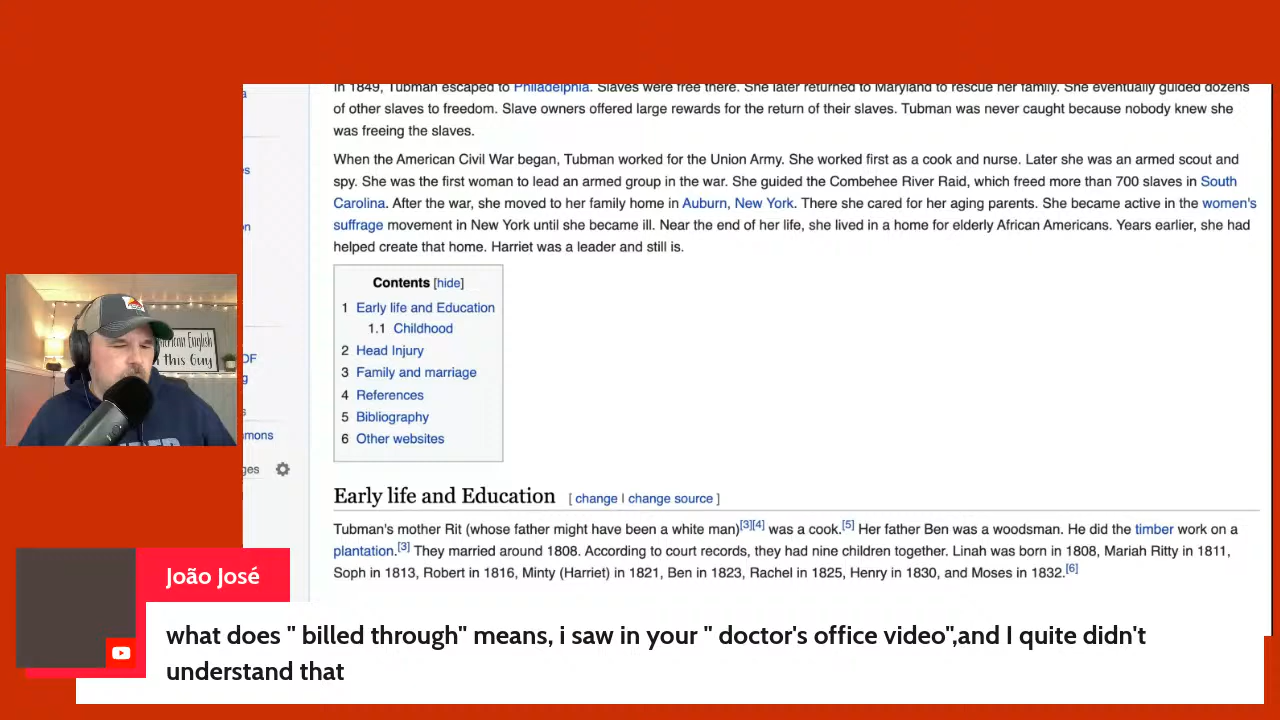 In 1849, Tubman escaped to Philadelphia. Slaves were free there. She later returned to Maryland to rescue her family. She eventually guided dozens
of other slaves to freedom. Slave owners offered large rewards for the return of their slaves. Tubman was never caught because nobody knew she
was freeing the slaves.
When the American Civil War began, Tubman worked for the Union Army. She worked first as a cook and nurse. Later she was an armed scout and
spy. She was the first woman to lead an armed group in the war. She guided the Combehee River Raid, which freed more than 700 slaves in South
Carolina. After the war, she moved to her family home in Auburn, New York. There she cared for her aging parents. She became active in the women's
suffrage movement in New York until she became ill. Near the end of her life, she lived in a home for elderly African Americans. Years earlier, she had
helped create that home. Harriet was a leader and still is.
Contents [hide]
1 Early life and Education
1.1 Childhood
2 Head Injury
3 Family and marriage
4 References
5 Bibliography
6 Other websites
Early life and Education [ change | change source ]
Tubman's mother Rit (whose father might have been a white man)[3][4] was a cook.[5] Her father Ben was a woodsman. He did the timber work on a
plantation.[3] They married around 1808. According to court records, they had nine children together. Linah was born in 1808, Mariah Ritty in 1811,
Soph in 1813, Robert in 1816, Minty (Harriet) in 1821, Ben in 1823, Rachel in 1825, Henry in 1830, and Moses in 1832.[6]
English
this Guy
João José
what does " billed through" means, i saw in your " doctor's office video",and I quite didn't
understand that